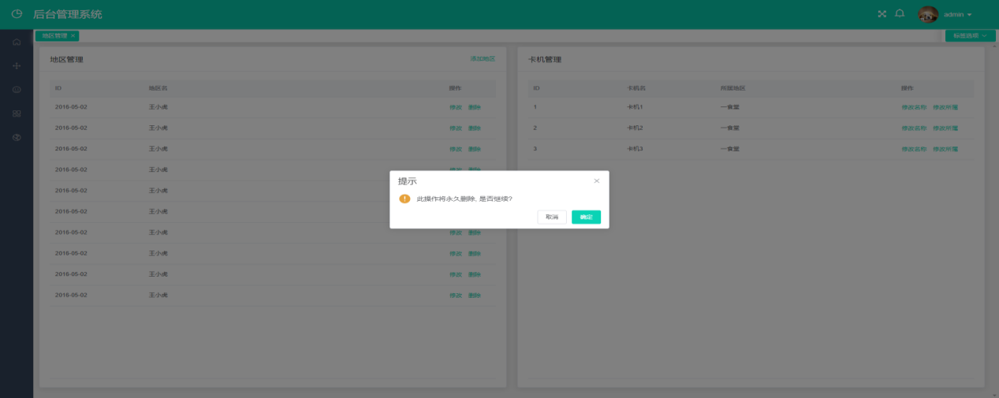 后台管理系统
admin
地区管理 ×
标签选项
地区管理
添加地区
ID 地区名 操作
2016-05-02 王小虎 修改 删除
2016-05-02 王小虎 修改 删除
2016-05-02 王小虎 修改 删除
2016-05-02 王小虎 修改 删除
2016-05-02 王小虎
2016-05-02 王小虎
2016-05-02 王小虎 修改 删除
2016-05-02 王小虎 修改 删除
2016-05-02 王小虎 修改 删除
2016-05-02 王小虎 修改 删除
卡机管理
ID 卡机名 所属地区 操作
1 卡机1 一食堂 修改名称 修改所属
2 卡机2 一食堂 修改名称 修改所属
3 卡机3 一食堂 修改名称 修改所属
提示
此操作将永久删除, 是否继续?
取消 确定